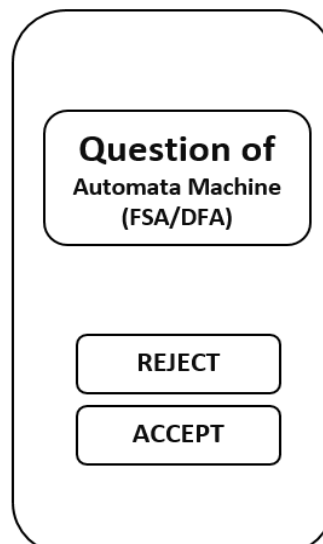 Question of
Automata Machine
(FSA/DFA)
REJECT
ACCEPT